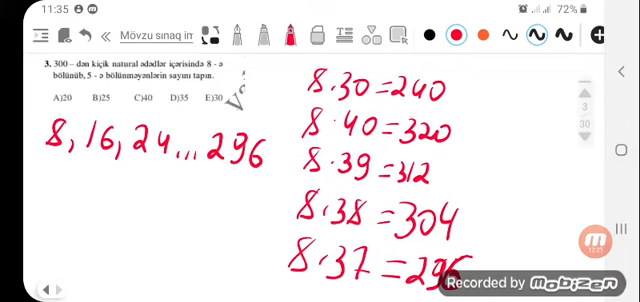 11:35
72%
Mövzu sınaq im
3. 300 – dən kiçik natural ədədlər içərisində 8 - ə
bölünüb, 5 - ə bölünməyənlərin sayını tapın.
A)20 B)25 C)40 D)35 E)30
8, 16, 24 ... 296
8·30=240
8·40=320
8·39=312
8·38=304
8·37=296
3
30
12:21
Recorded by mobizen